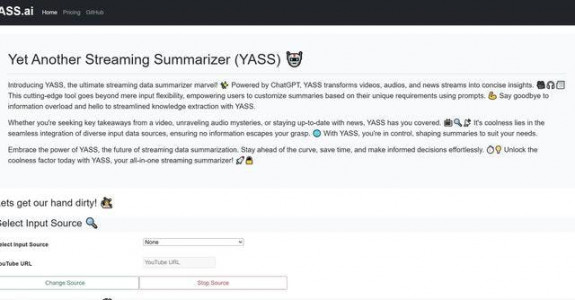 ASS.ai Home Pricing GitHub
Yet Another Streaming Summarizer (YASS)
Introducing YASS, the ultimate streaming data summarizer marvel! Powered by ChatGPT, YASS transforms videos, audios, and news streams into concise insights.
This cutting-edge tool goes beyond mere input flexibility, empowering users to customize summaries based on their unique requirements using prompts. Say goodbye to
information overload and hello to streamlined knowledge extraction with YASS.
Whether you're seeking key takeaways from a video, unraveling audio mysteries, or staying up-to-date with news, YASS has you covered. It's coolness lies in the
seamless integration of diverse input data sources, ensuring no information escapes your grasp. With YASS, you're in control, shaping summaries to suit your needs.
Embrace the power of YASS, the future of streaming data summarization. Stay ahead of the curve, save time, and make informed decisions effortlessly. Unlock the
coolness factor today with YASS, your all-in-one streaming summarizer!
Lets get our hand dirty!
Select Input Source
Select Input Source None
YouTube URL YouTube URL
Change Source Stop Source